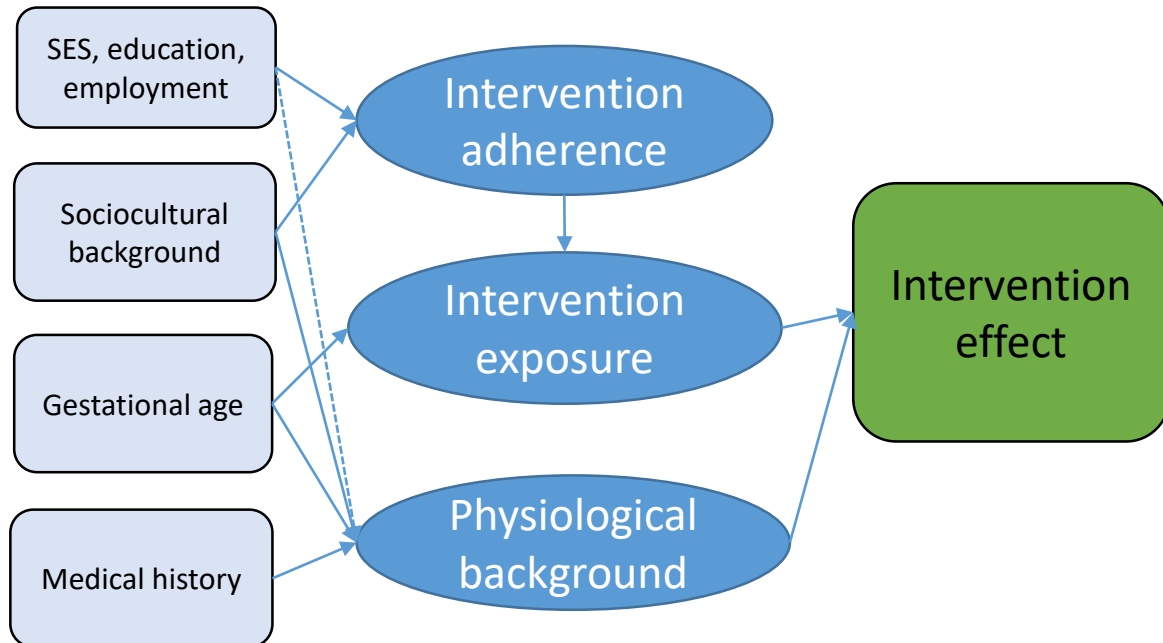 SES, education,
employment
Sociocultural
background
Gestational age
Medical history
Intervention
adherence
Intervention
exposure
Physiological
background
Intervention
effect